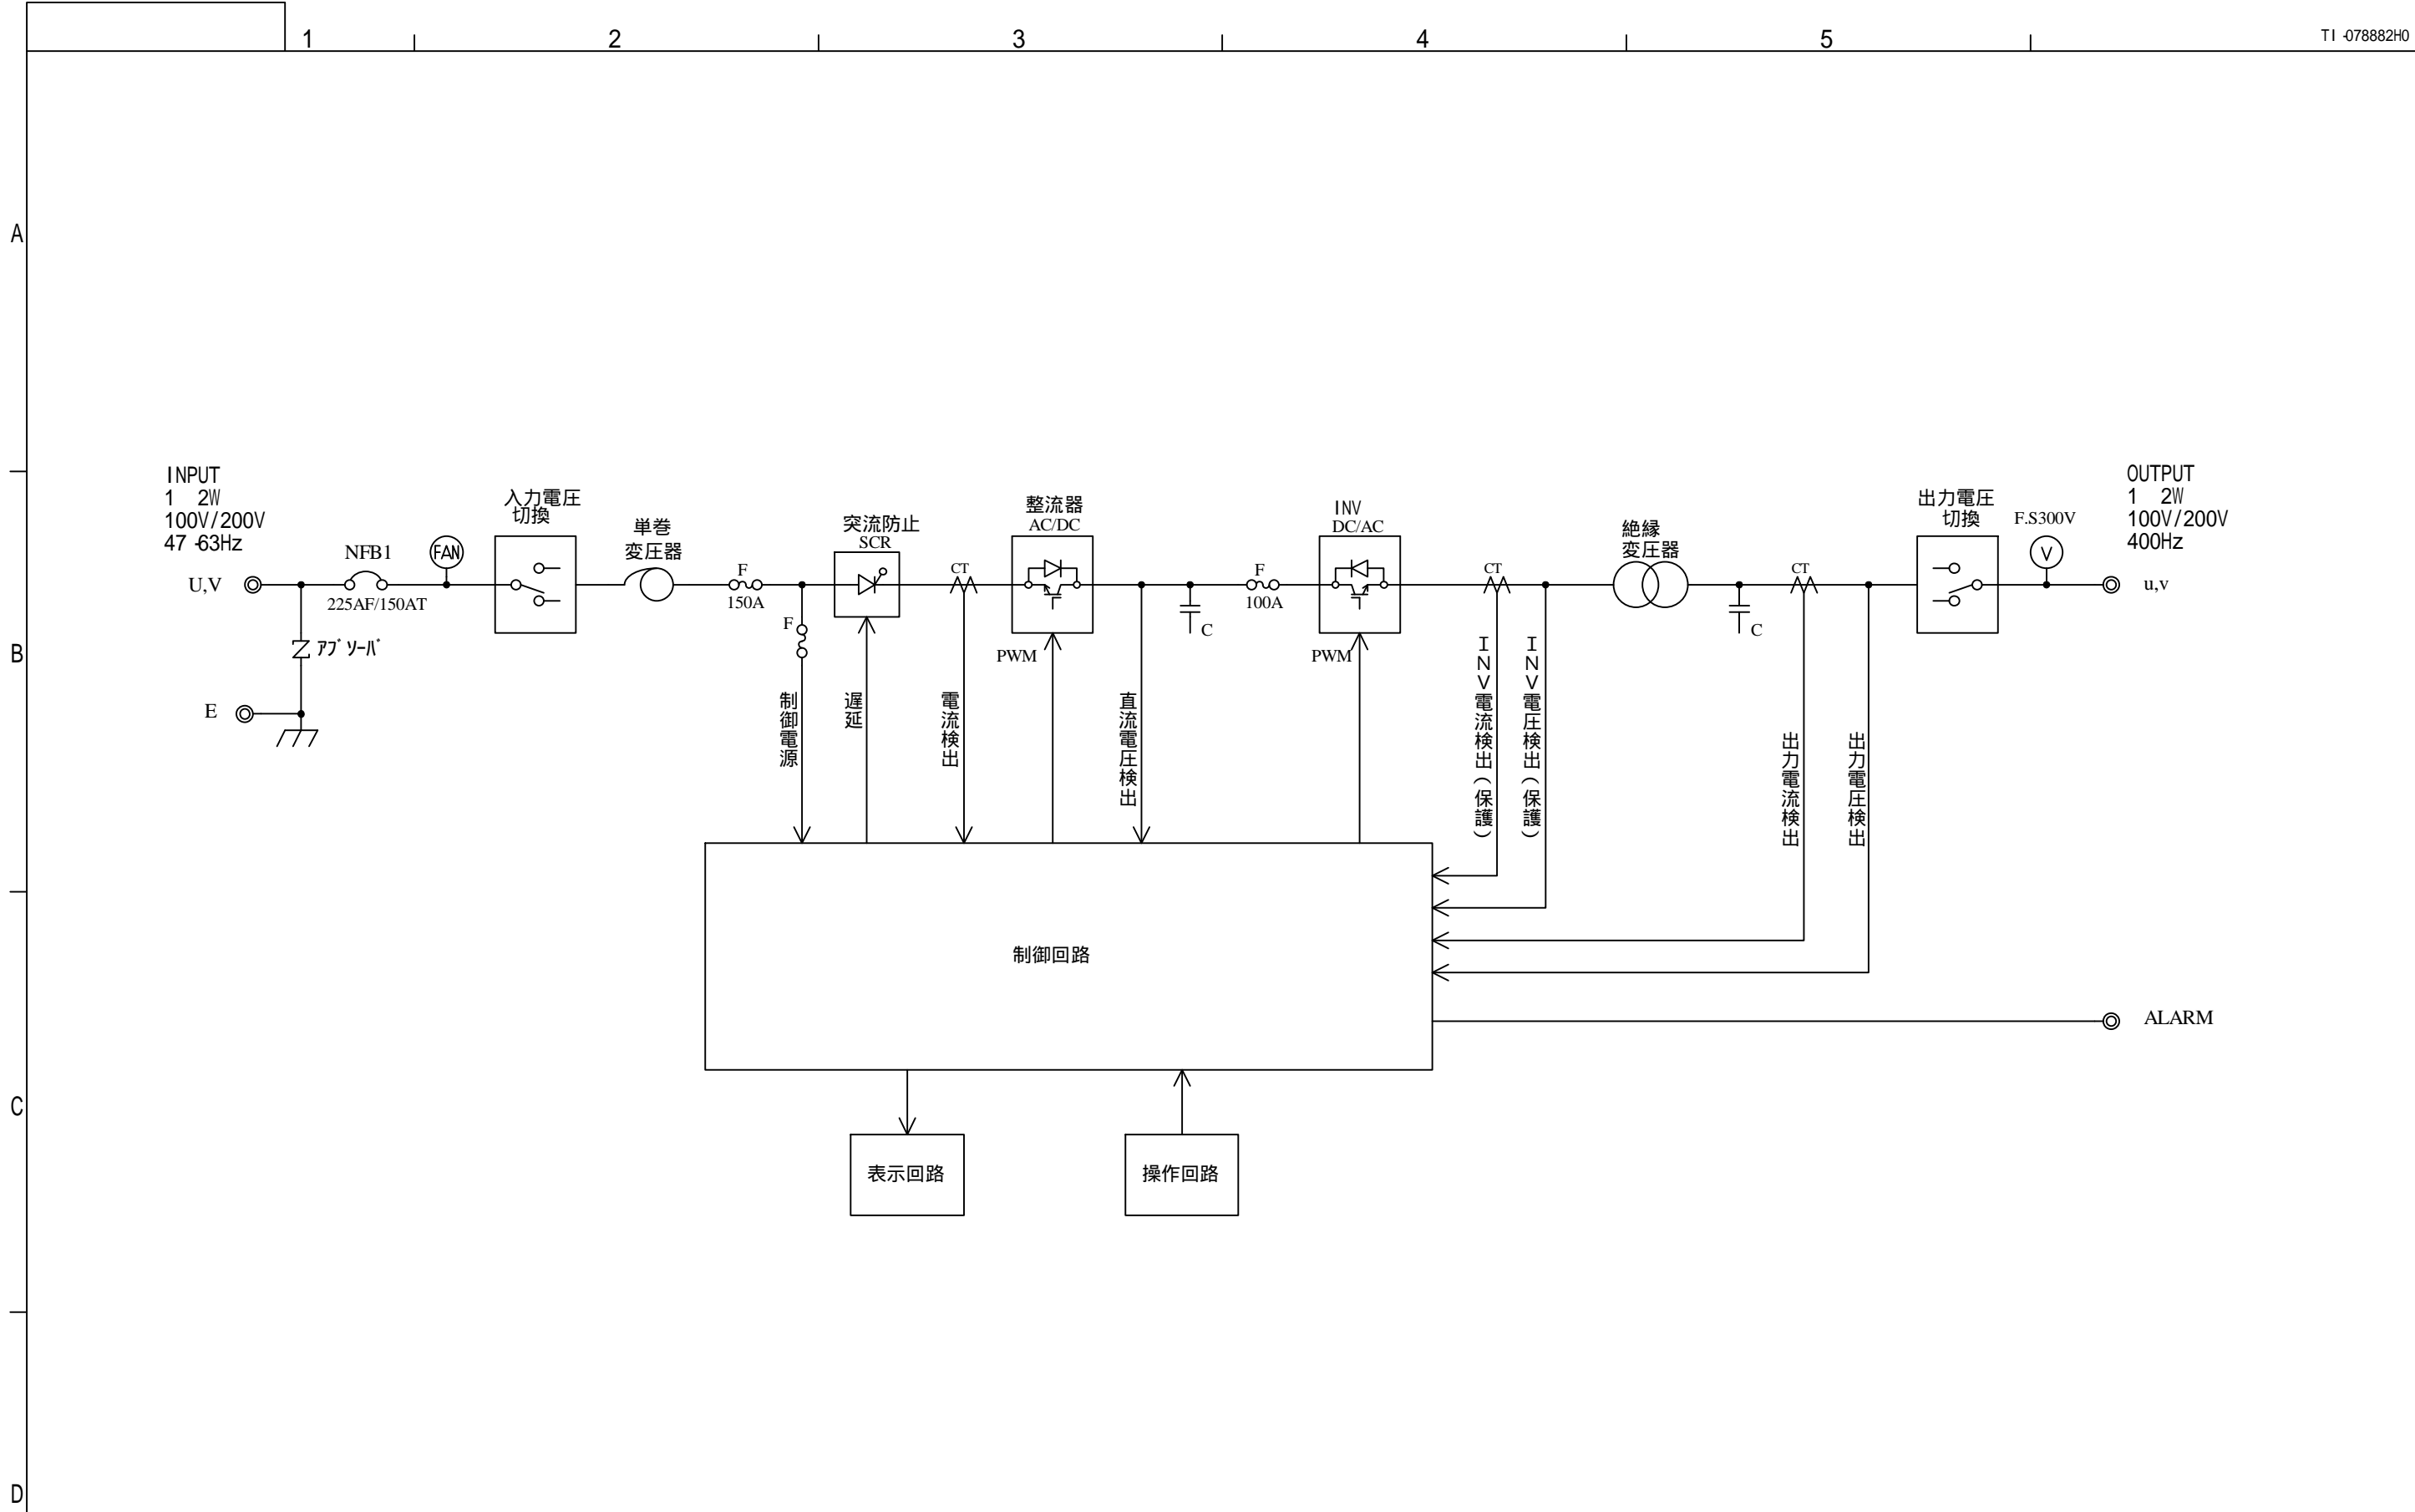 1
2
3
4
5
TI-078882H0
A
B
C
D
INPUT
1 2W
100V/200V
47-63Hz
U,V
E
アブソーバ
NFB1
225AF/150AT
FAN
入力電圧
切換
単巻
変圧器
F
150A
F
制御電源
突流防止
SCR
遅延
CT
電流検出
整流器
AC/DC
PWM
直流電圧検出
C
F
100A
INV
DC/AC
PWM
CT
INV電流検出(保護)
INV電圧検出(保護)
絶縁
変圧器
C
CT
出力電流検出
出力電圧検出
出力電圧
切換
F.S300V
V
OUTPUT
1 2W
100V/200V
400Hz
u,v
制御回路
ALARM
表示回路
操作回路